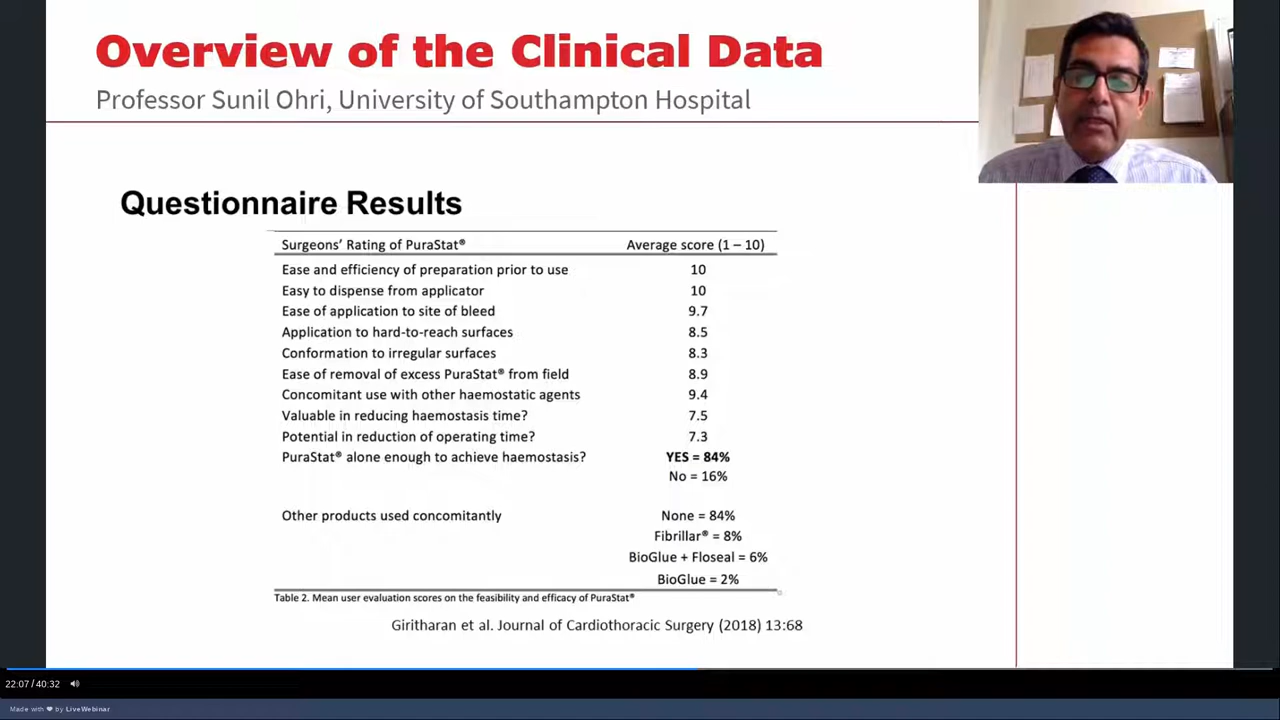 Overview of the Clinical Data
Professor Sunil Ohri, University of Southampton Hospital
Questionnaire Results
Surgeons' Rating of PuraStat® Average score (1 – 10)
Ease and efficiency of preparation prior to use 10
Easy to dispense from applicator 10
Ease of application to site of bleed 9.7
Application to hard-to-reach surfaces 8.5
Conformation to irregular surfaces 8.3
Ease of removal of excess PuraStat® from field 8.9
Concomitant use with other haemostatic agents 9.4
Valuable in reducing haemostasis time? 7.5
Potential in reduction of operating time? 7.3
PuraStat® alone enough to achieve haemostasis? YES = 84%
No = 16%
Other products used concomitantly None = 84%
Fibrillar® = 8%
BioGlue + Floseal = 6%
BioGlue = 2%
Table 2. Mean user evaluation scores on the feasibility and efficacy of PuraStat®
Giritharan et al. Journal of Cardiothoracic Surgery (2018) 13:68
22:07 / 40:32
Made with ❤ by LiveWebinar